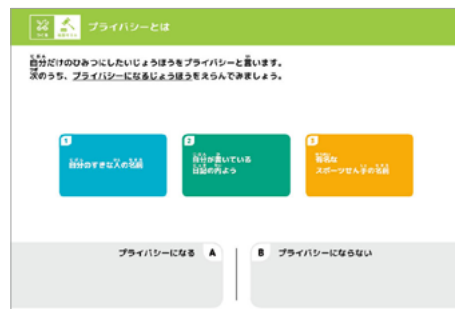 プライバシーとは
自分だけのひみつにしたいじょうほうをプライバシーと言います。
次のうち、プライバシーになるじょうほうをえらんでみましょう。
1
自分のすきな人の名前
2
自分が書いている
日記の内よう
3
有名な
スポーツせん手の名前
プライバシーになる A
B プライバシーにならない